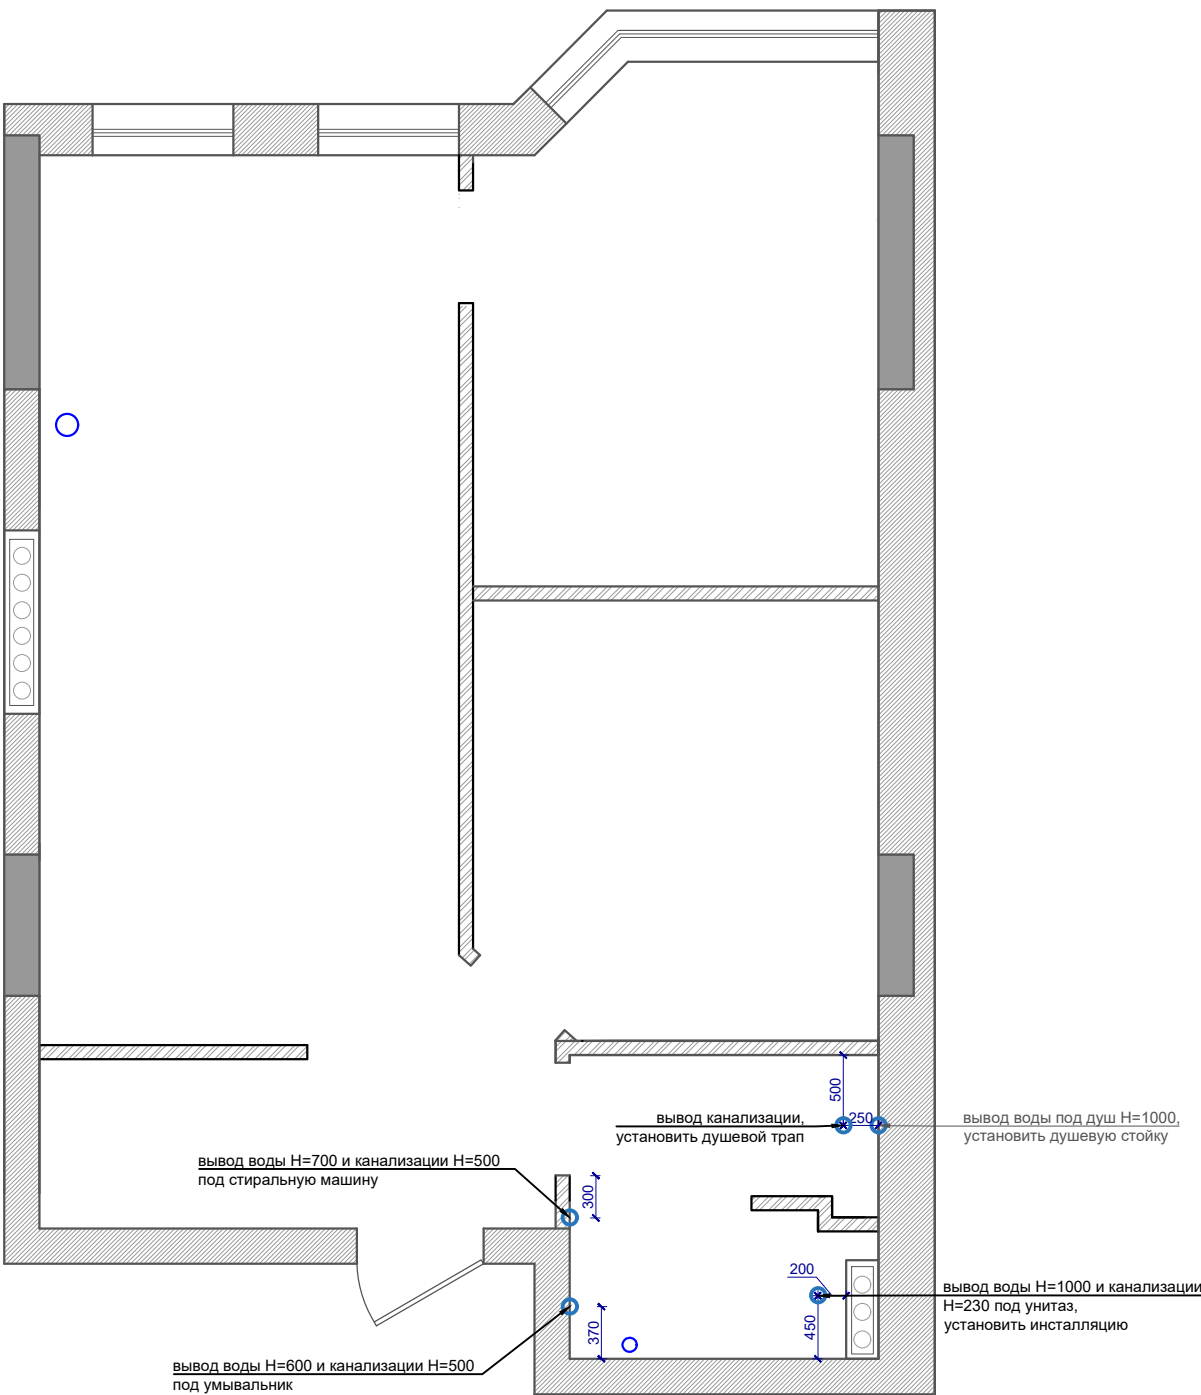 500
250
вывод канализации,
установить душевой трап
вывод воды под душ H=1000,
установить душевую стойку
вывод воды H=700 и канализации H=500
под стиральную машину
300
200
вывод воды H=1000 и канализации
H=230 под унитаз,
установить инсталляцию
450
370
вывод воды H=600 и канализации H=500
под умывальник